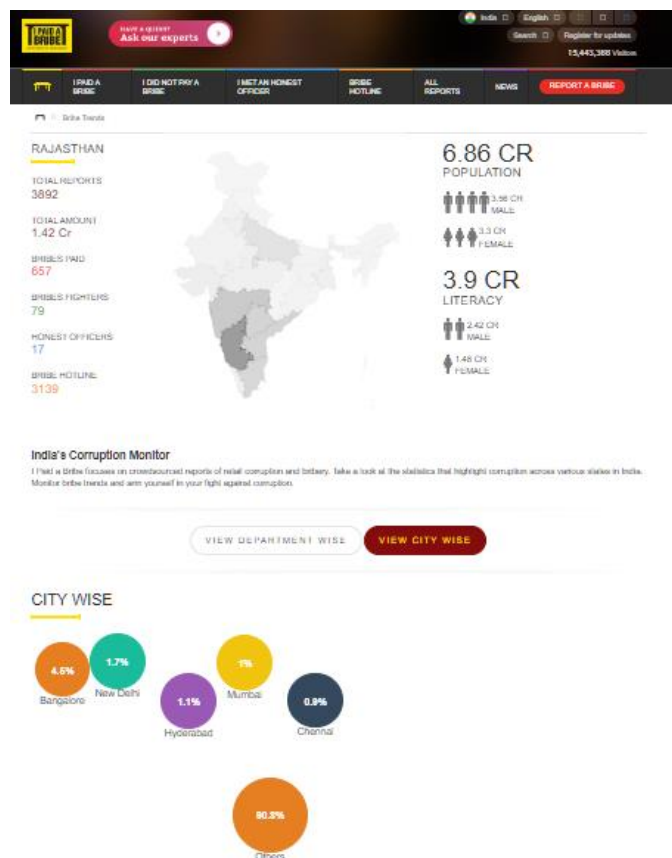 I PAID A
BRIBE
HAVE A QUERY?
Ask our experts
India
English
Search
Register for updates
15,443,388 Visitors
I PAID A
BRIBE
I DID NOT PAY A
BRIBE
I MET AN HONEST
OFFICER
BRIBE
HOTLINE
ALL
REPORTS
NEWS
REPORT A BRIBE
Bribe Trends
RAJASTHAN
TOTAL REPORTS
3892
TOTAL AMOUNT
1.42 Cr
BRIBES PAID
657
BRIBES FIGHTERS
79
HONEST OFFICERS
17
BRIBE HOTLINE
3139
6.86 CR
POPULATION
3.56 CR
MALE
3.3 CR
FEMALE
3.9 CR
LITERACY
2.42 CR
MALE
1.48 CR
FEMALE
India's Corruption Monitor
I Paid a Bribe focuses on crowdsourced reports of retail corruption and bribery. Take a look at the statistics that highlight corruption across various states in India.
Monitor bribe trends and arm yourself in your fight against corruption.
VIEW DEPARTMENT WISE
VIEW CITY WISE
CITY WISE
4.5%
Bangalore
1.7%
New Delhi
1.1%
Hyderabad
1%
Mumbai
0.9%
Chennai
90.8%
Others